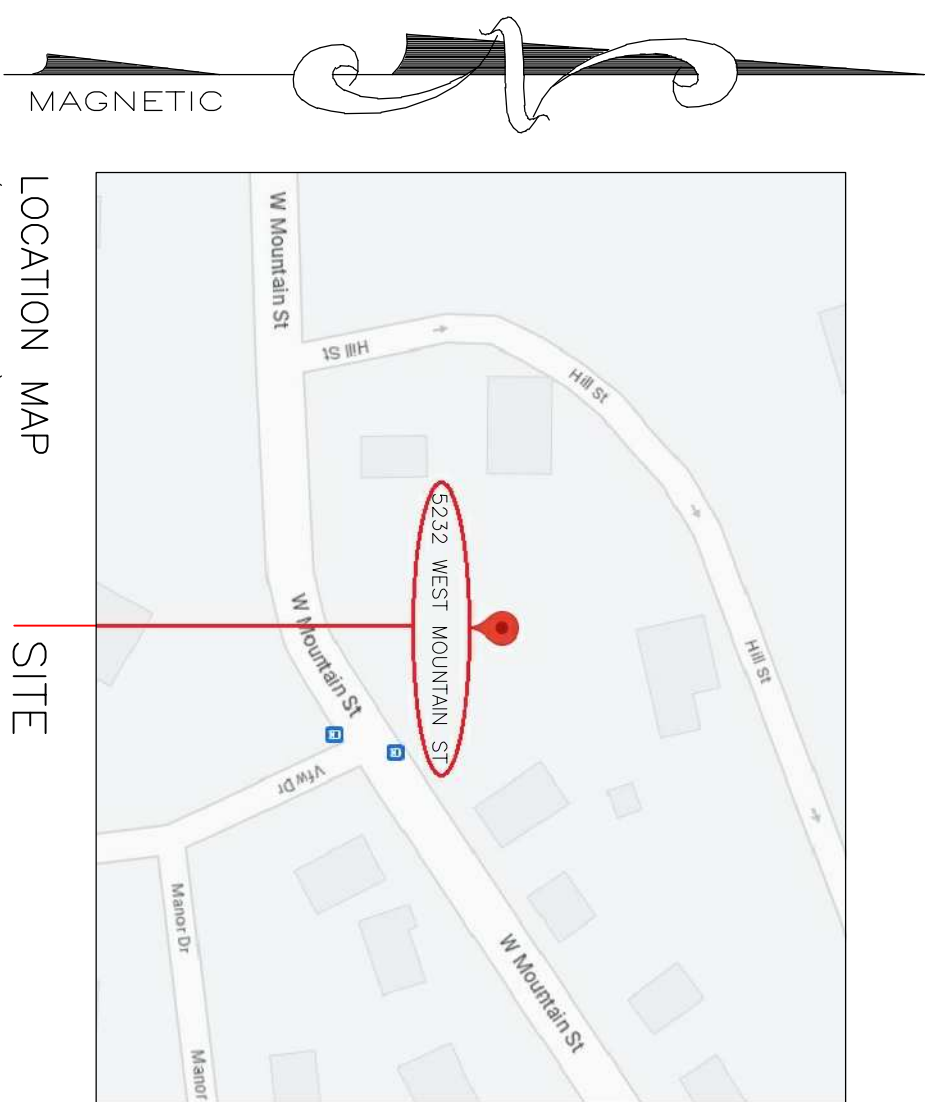 MAGNETIC
N
LOCATION MAP
SITE
W Mountain St
Hill St
Hill St
Hill St
5232 WEST MOUNTAIN ST
W Mountain St
Vfw Dr
W Mountain St
Manor Dr
Manor